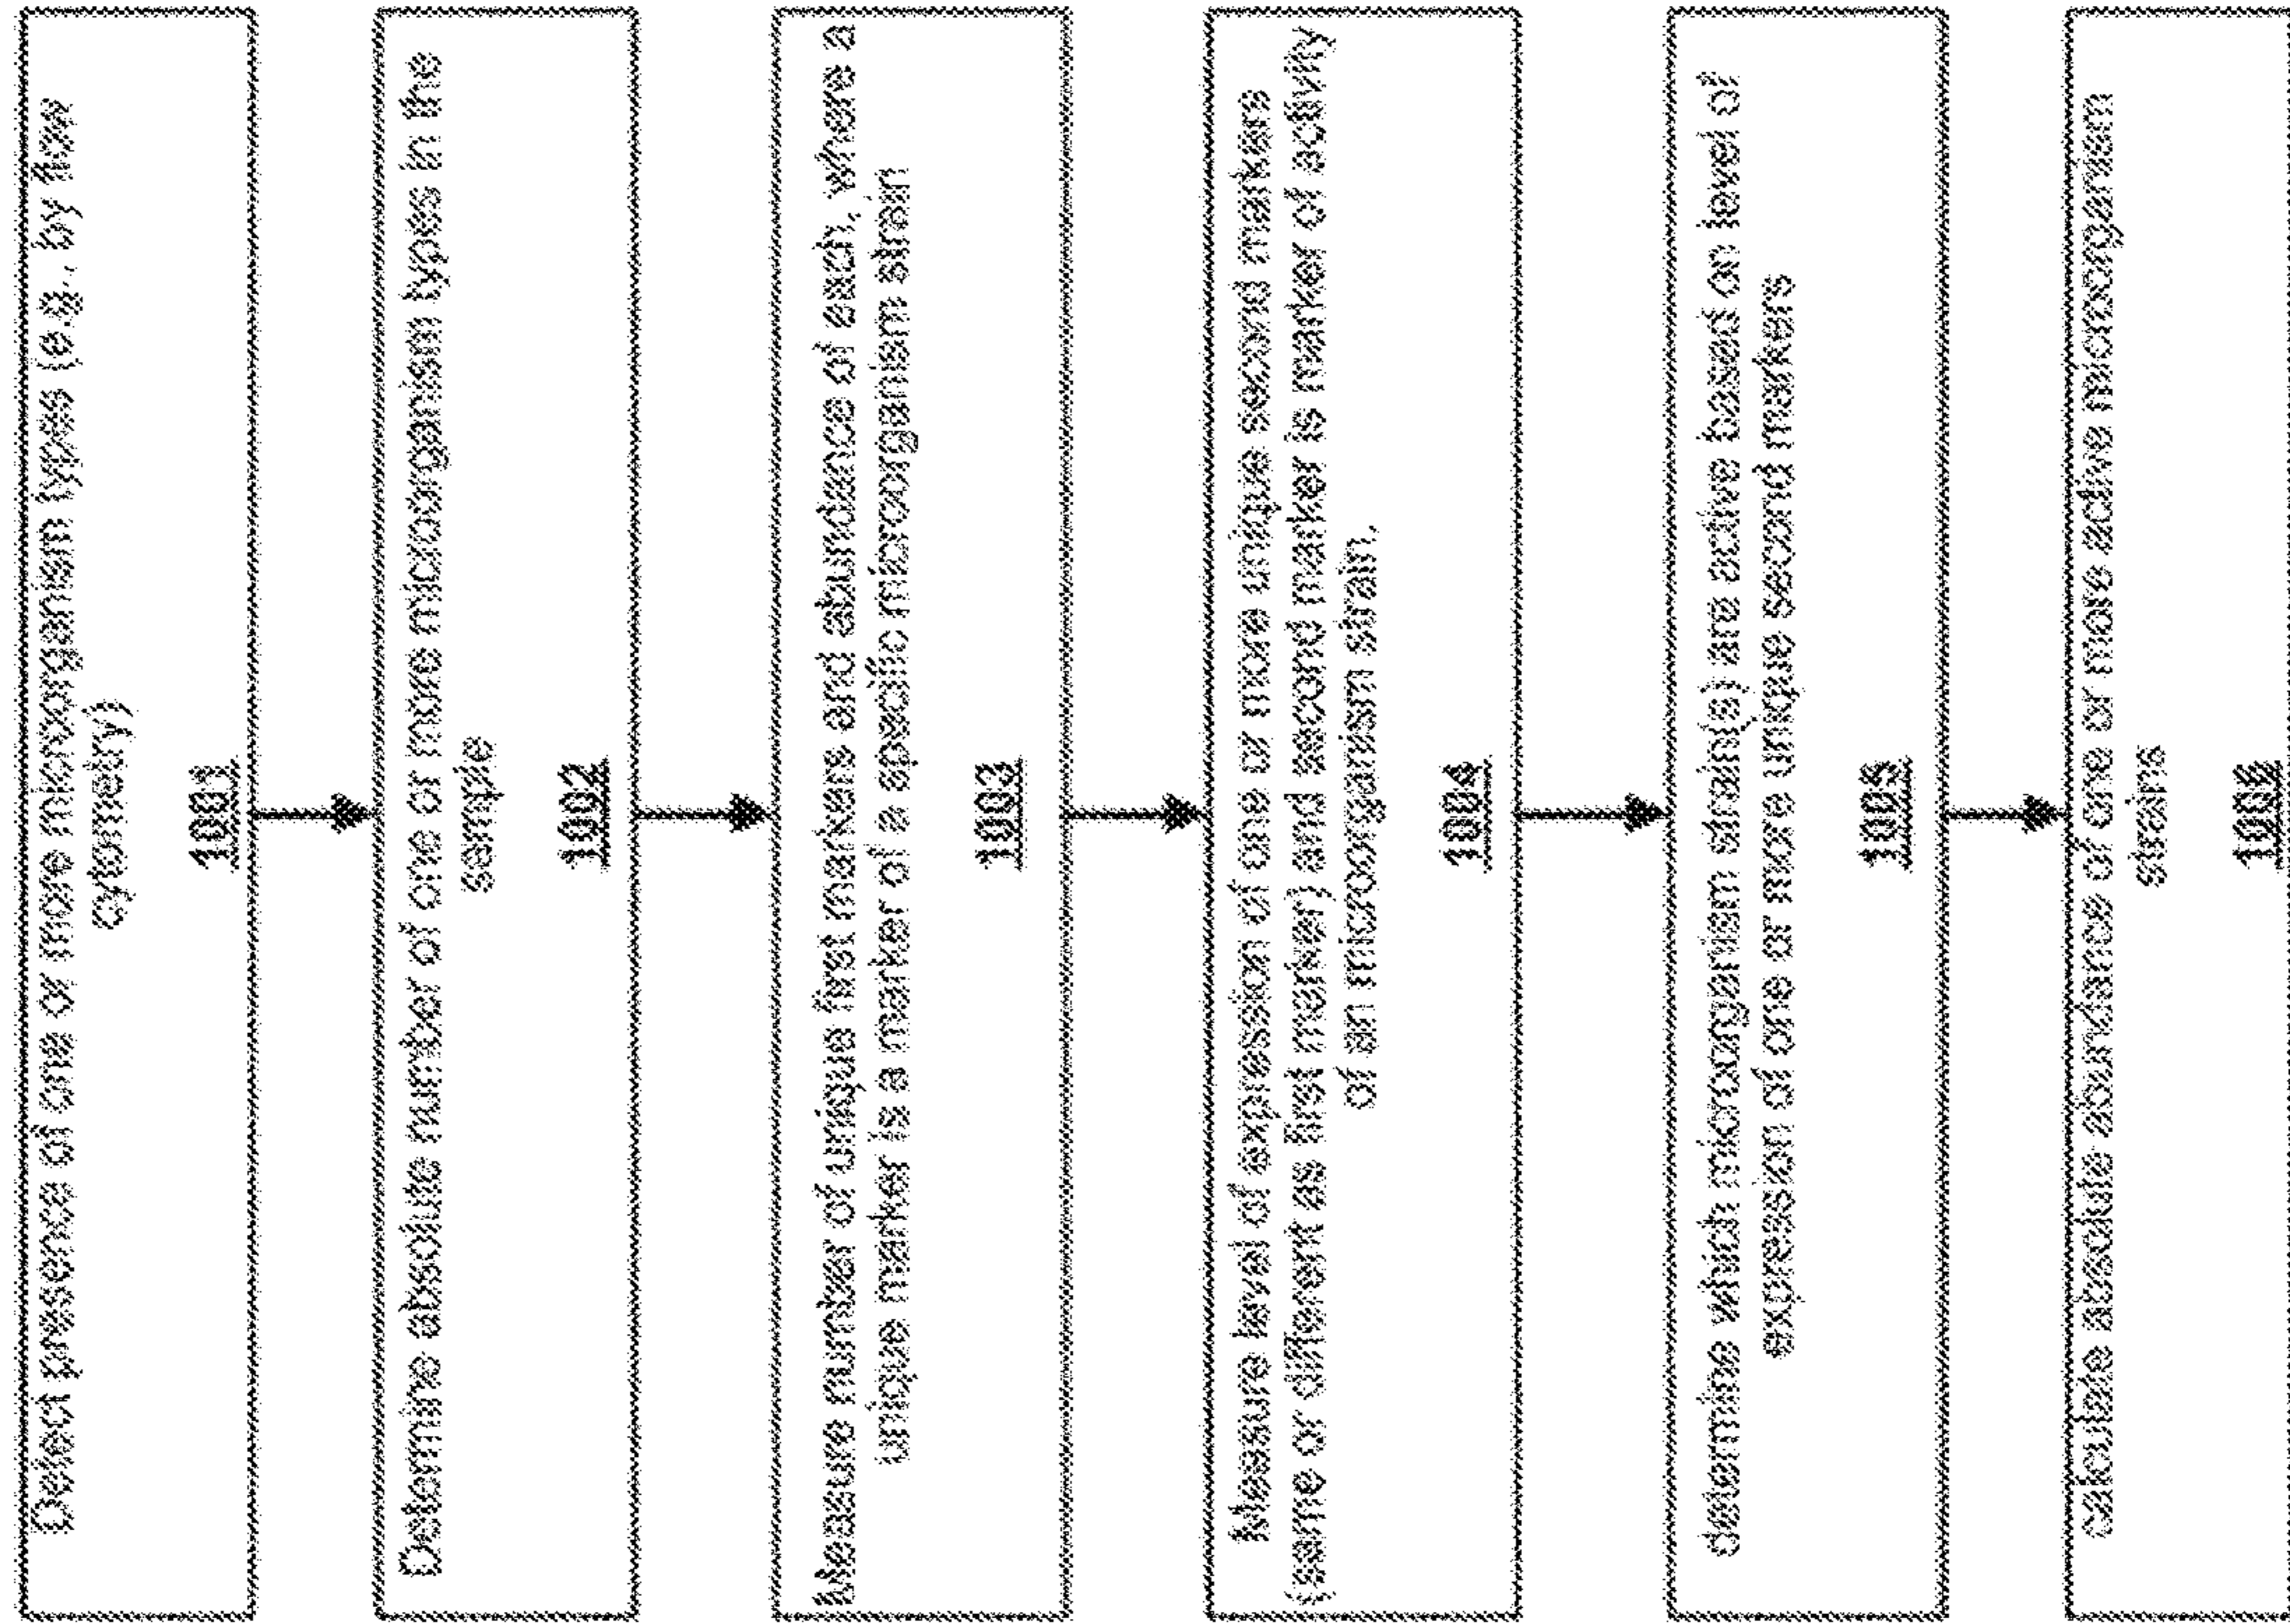 Detect presence of one or more microorganism types (e.g., by flow
cytometry)
1001
Determine absolute number of one or more microorganism types in the
sample
1002
Measure number of unique first markers and abundance of each, where a
unique marker is a marker of a specific microorganism strain
1003
Measure level of expression of one or more unique second markers
(same or different as first marker) and second marker is marker of activity
of an microorganism strain.
1004
determine which microorganism strain(s) are active based on level of
expression of one or more unique second markers
1005
calculate absolute abundance of one or more active microorganism
strains
1006